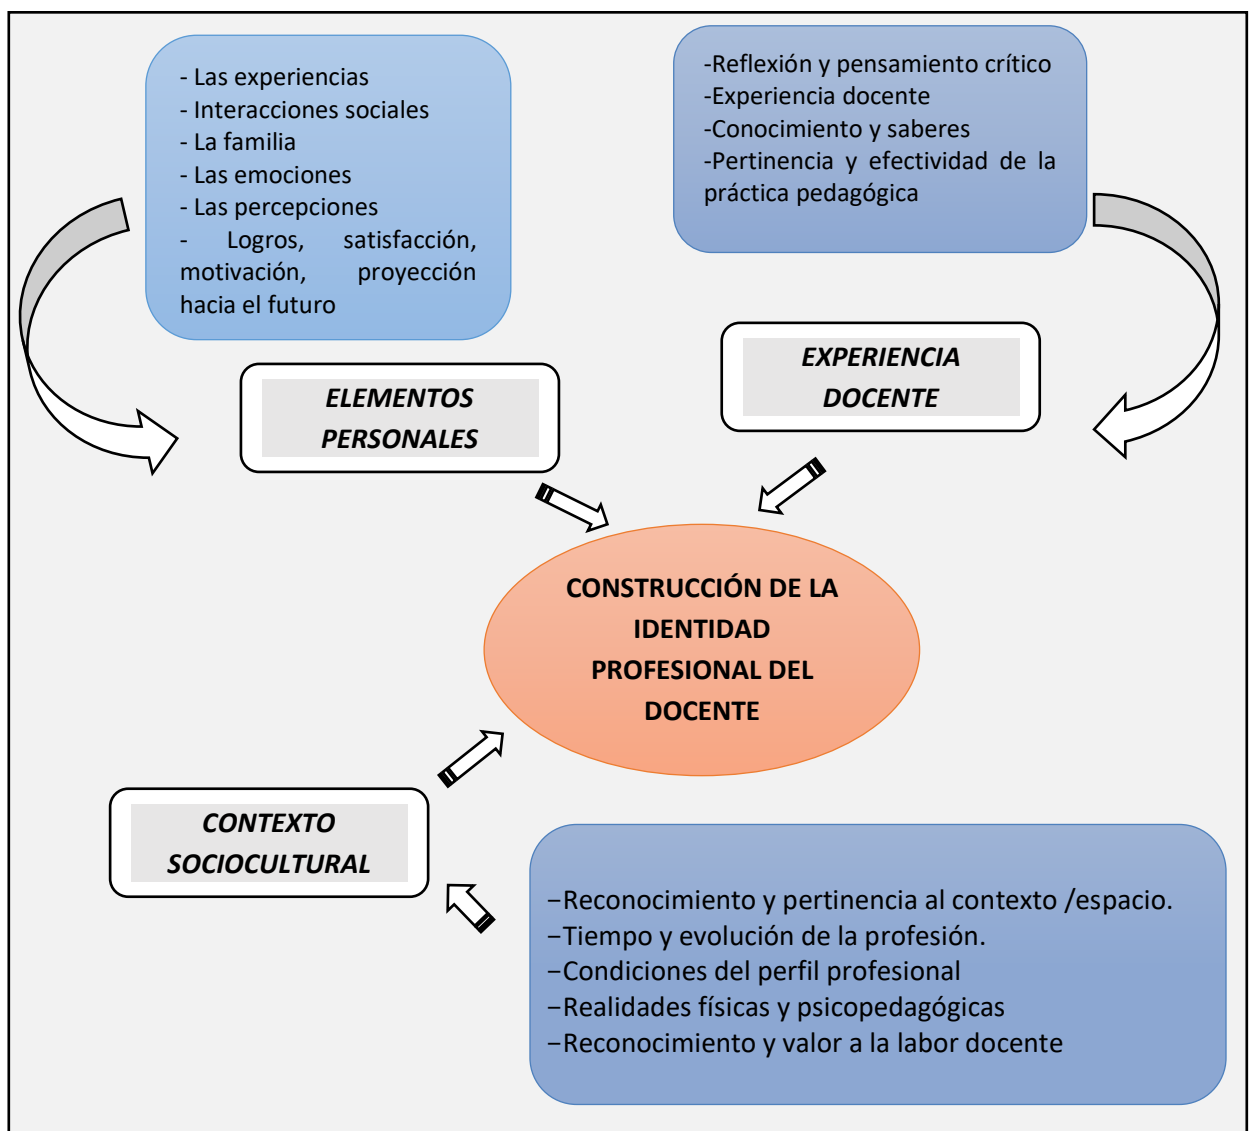 - Las experiencias
- Interacciones sociales
- La familia
- Las emociones
- Las percepciones
- Logros, satisfacción,
motivación, proyección
hacia el futuro
-Reflexión y pensamiento crítico
-Experiencia docente
-Conocimiento y saberes
-Pertinencia y efectividad de la
práctica pedagógica
ELEMENTOS
PERSONALES
EXPERIENCIA
DOCENTE
CONSTRUCCIÓN DE LA
IDENTIDAD
PROFESIONAL DEL
DOCENTE
CONTEXTO
SOCIOCULTURAL
−Reconocimiento y pertinencia al contexto /espacio.
−Tiempo y evolución de la profesión.
−Condiciones del perfil profesional
−Realidades físicas y psicopedagógicas
−Reconocimiento y valor a la labor docente